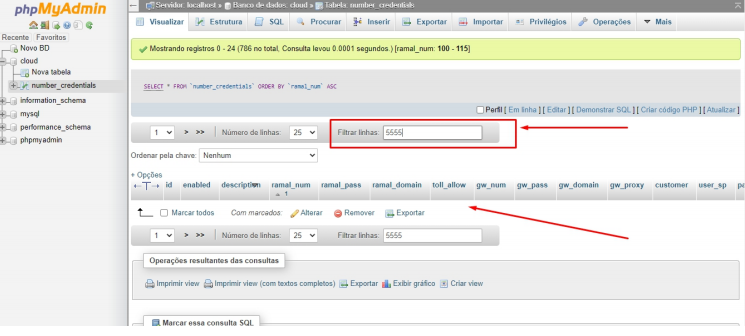 phpMyAdmin
Recente Favoritos
Novo BD
cloud
Nova tabela
number_credentials
information_schema
mysql
performance_schema
phpmyadmin
Servidor: localhost » Banco de dados: cloud » Tabela: number_credentials
Visualizar Estrutura SQL Procurar Inserir Exportar Importar Privilégios Operações Mais
Mostrando registros 0 - 24 (786 no total, Consulta levou 0.0001 segundos.) [ramal_num: 100 - 115]
SELECT * FROM `number_credentials` ORDER BY `ramal_num` ASC
Perfil [ Em linha ] [ Editar ] [ Demonstrar SQL ] [ Criar código PHP ] [ Atualizar ]
1 > >> Número de linhas: 25 Filtrar linhas: 5555
Ordenar pela chave: Nenhum
+ Opções
←T→ id enabled description ramal_num ramal_pass ramal_domain toll_allow gw_num gw_pass gw_domain gw_proxy customer user_sp pa
1
Marcar todos Com marcados: Alterar Remover Exportar
1 > >> Número de linhas: 25 Filtrar linhas: 5555
Operações resultantes das consultas
Imprimir view Imprimir view (com textos completos) Exportar Exibir gráfico Criar view
Marcar essa consulta SQL